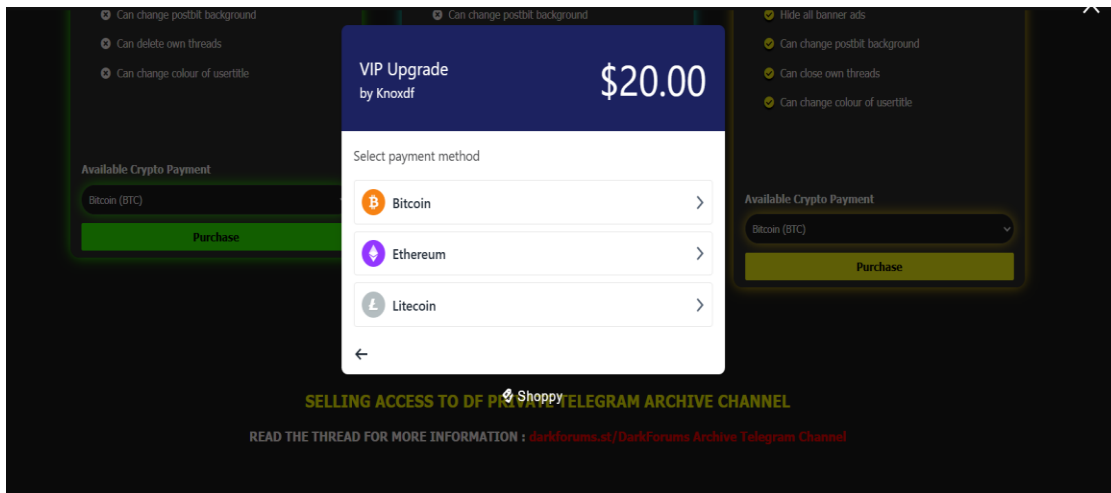 Can change postbit background
Can delete own threads
Can change colour of usertitle
Available Crypto Payment
Bitcoin (BTC)
Purchase
Can change postbit background
VIP Upgrade
by Knoxdf
$20.00
Select payment method
Bitcoin
Ethereum
Litecoin
Shoppy
Hide all banner ads
Can change postbit background
Can close own threads
Can change colour of usertitle
Available Crypto Payment
Bitcoin (BTC)
Purchase
SELLING ACCESS TO DF PRIVATE TELEGRAM ARCHIVE CHANNEL
READ THE THREAD FOR MORE INFORMATION : darkforums.st/DarkForums Archive Telegram Channel